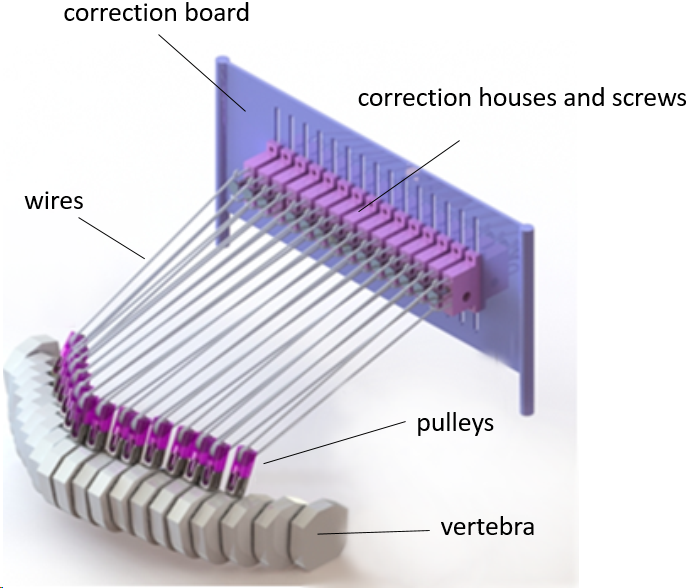 correction board
correction houses and screws
wires
pulleys
vertebra